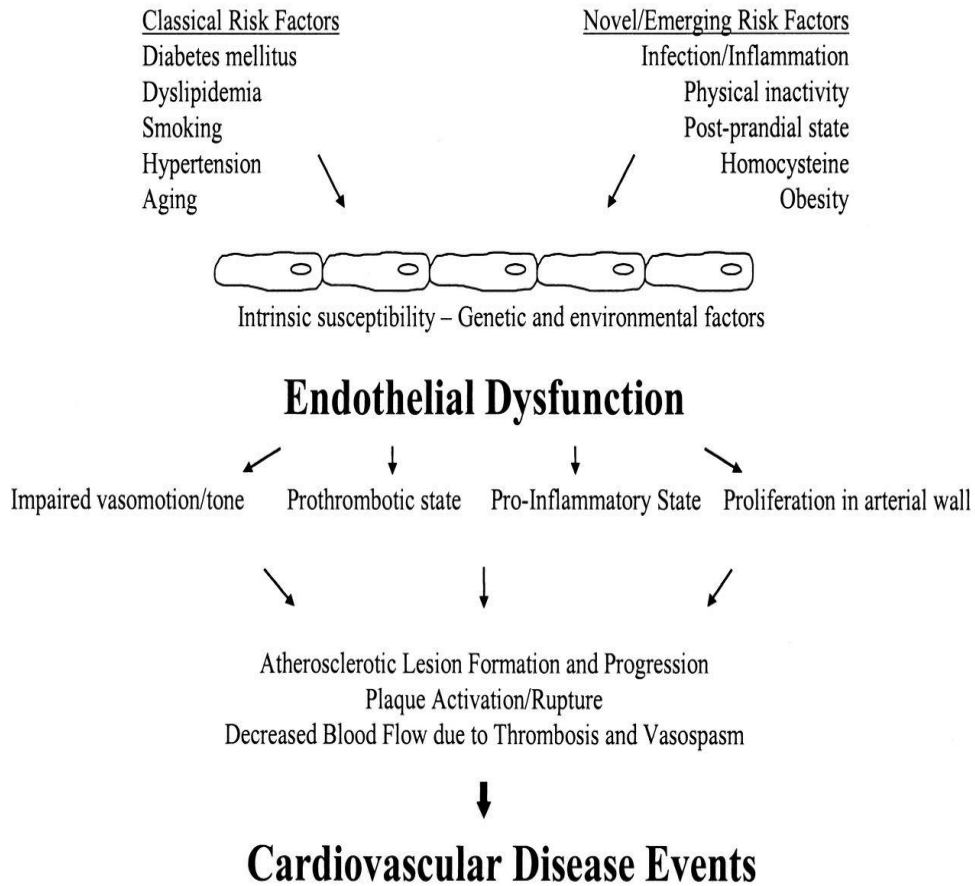 Classical Risk Factors
Diabetes mellitus
Dyslipidemia
Smoking
Hypertension
Aging
Novel/Emerging Risk Factors
Infection/Inflammation
Physical inactivity
Post-prandial state
Homocysteine
Obesity
Intrinsic susceptibility – Genetic and environmental factors
Endothelial Dysfunction
Impaired vasomotion/tone
Prothrombotic state
Pro-Inflammatory State
Proliferation in arterial wall
Atherosclerotic Lesion Formation and Progression
Plaque Activation/Rupture
Decreased Blood Flow due to Thrombosis and Vasospasm
Cardiovascular Disease Events